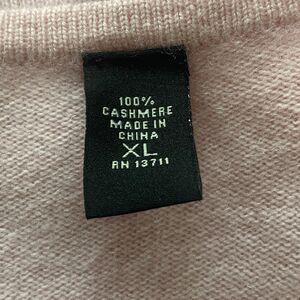 100%
CASHMERE
MADE IN
CHINA
XL
RN 13711